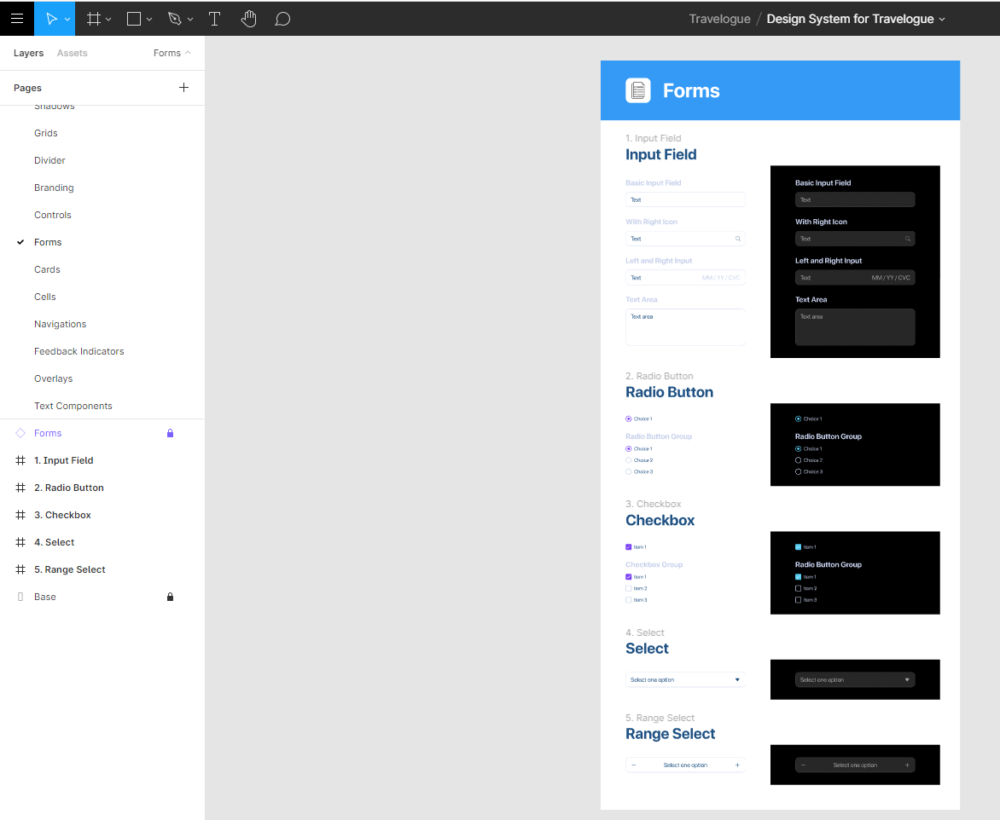 Travelogue / Design System for Travelogue
Layers Assets Forms
Pages
Shadows
Grids
Divider
Branding
Controls
Forms
Cards
Cells
Navigations
Feedback Indicators
Overlays
Text Components
Forms
1. Input Field
2. Radio Button
3. Checkbox
4. Select
5. Range Select
Base
Forms
1. Input Field
Input Field
Basic Input Field
Text
With Right Icon
Text
Left and Right Input
Text MM / YY / CVC
Text Area
Text area
Basic Input Field
Text
With Right Icon
Text
Left and Right Input
Text MM / YY / CVC
Text Area
Text area
2. Radio Button
Radio Button
Choice 1
Radio Button Group
Choice 1
Choice 2
Choice 3
Choice 1
Radio Button Group
Choice 1
Choice 2
Choice 3
3. Checkbox
Checkbox
Item 1
Checkbox Group
Item 1
Item 2
Item 3
Item 1
Radio Button Group
Item 1
Item 2
Item 3
4. Select
Select
Select one option
Select one option
5. Range Select
Range Select
− Select one option +
− Select one option +